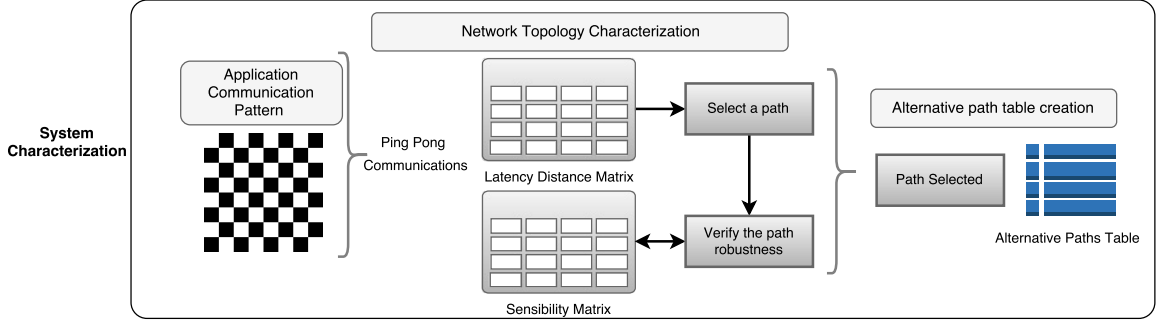 System
Characterization
Application
Communication
Pattern
Ping Pong
Communications
Network Topology Characterization
Latency Distance Matrix
Sensibility Matrix
Select a path
Verify the path
robustness
Alternative path table creation
Path Selected
Alternative Paths Table